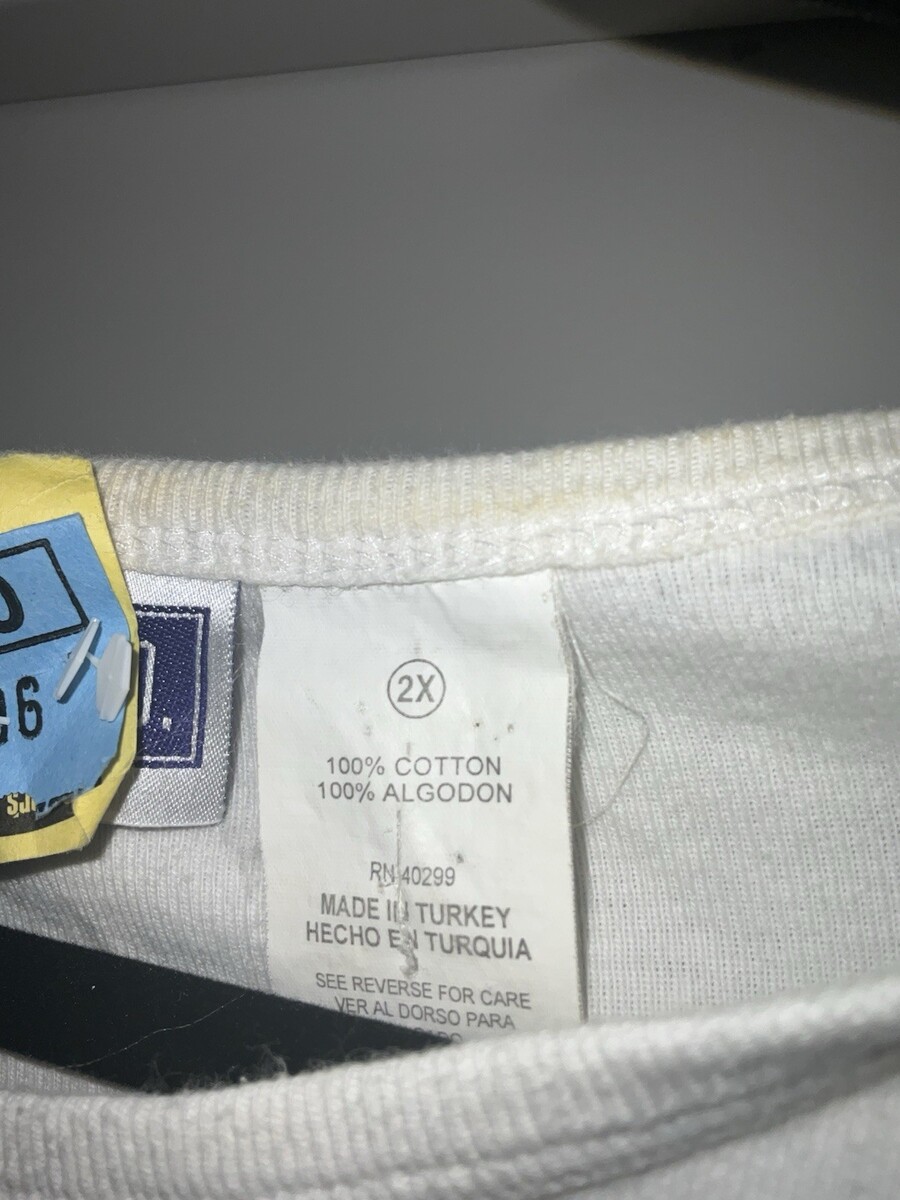 2X
100% COTTON
100% ALGODON
RN 40299
MADE IN TURKEY
HECHO EN TURQUIA
SEE REVERSE FOR CARE
VER AL DORSO PARA